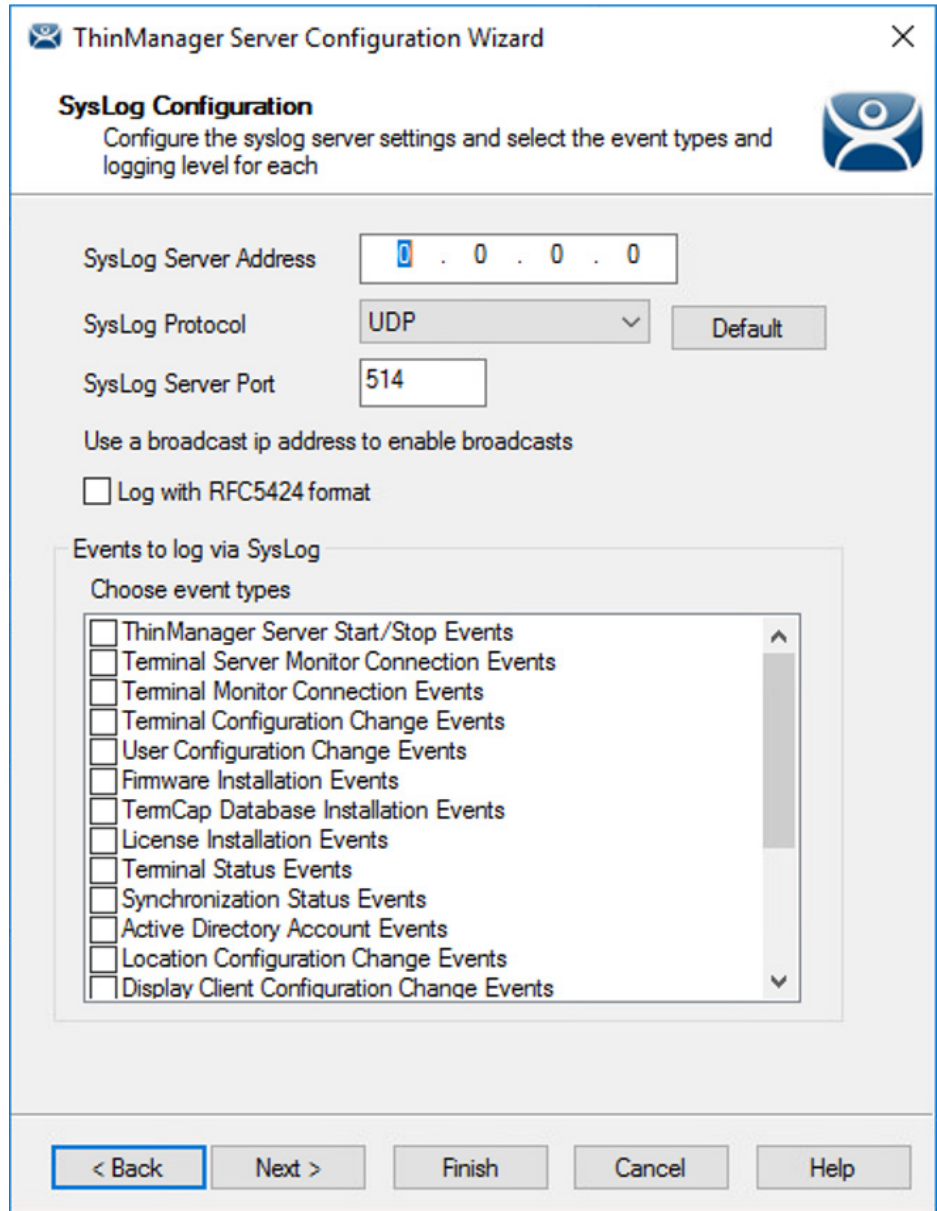 ThinManager Server Configuration Wizard
SysLog Configuration
Configure the syslog server settings and select the event types and
logging level for each
SysLog Server Address 0 . 0 . 0 . 0
SysLog Protocol UDP Default
SysLog Server Port 514
Use a broadcast ip address to enable broadcasts
Log with RFC5424 format
Events to log via SysLog
Choose event types
ThinManager Server Start/Stop Events
Terminal Server Monitor Connection Events
Terminal Monitor Connection Events
Terminal Configuration Change Events
User Configuration Change Events
Firmware Installation Events
TermCap Database Installation Events
License Installation Events
Terminal Status Events
Synchronization Status Events
Active Directory Account Events
Location Configuration Change Events
Display Client Configuration Change Events
< Back Next > Finish Cancel Help